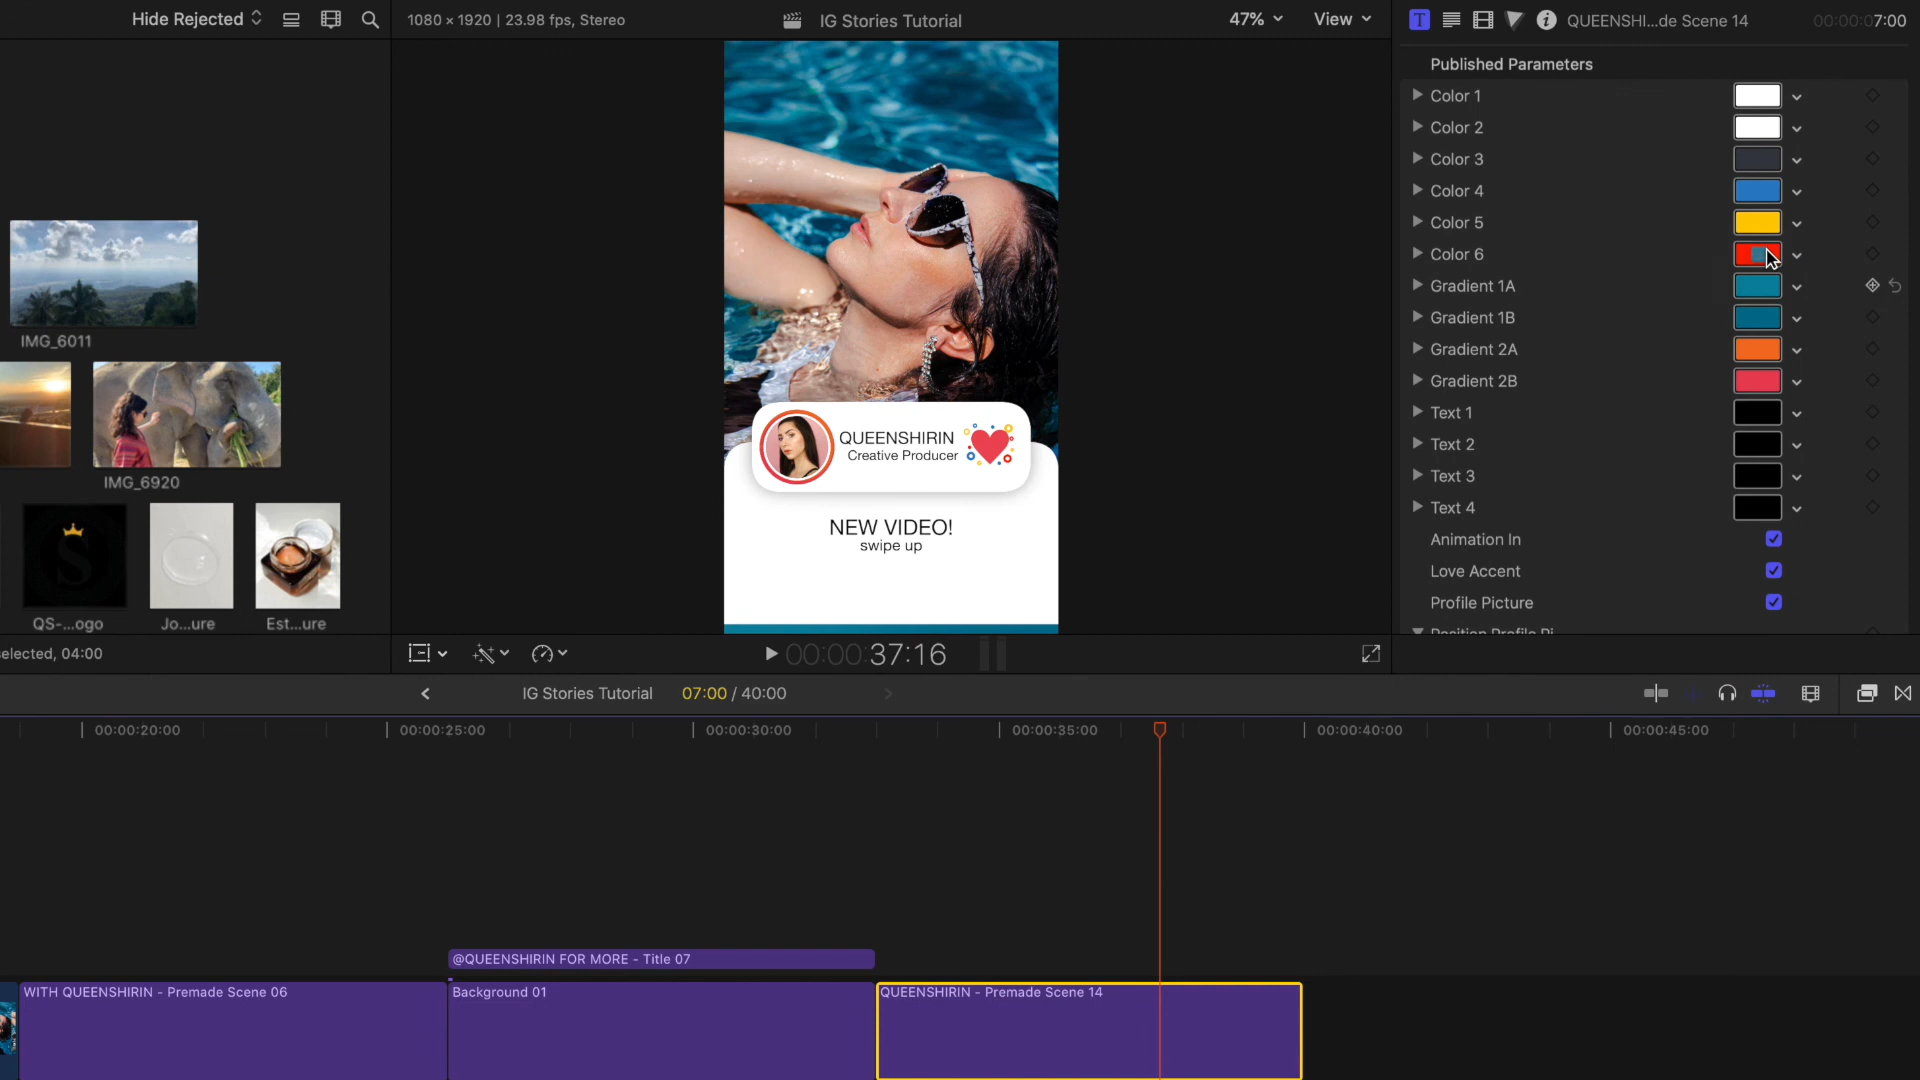 Hide Rejected
1080 × 1920 | 23.98 fps, Stereo
IG Stories Tutorial
47%
View
T
QUEENSHI...de Scene 14
00:00:07:00
Published Parameters
Color 1
Color 2
Color 3
Color 4
Color 5
Color 6
Gradient 1A
Gradient 1B
Gradient 2A
Gradient 2B
Text 1
Text 2
Text 3
Text 4
Animation In
Love Accent
Profile Picture
Position Profile Pi
IMG_6011
IMG_6920
QS-...ogo
Jo...ure
Est...ure
QUEENSHIRIN
Creative Producer
NEW VIDEO!
swipe up
elected, 04:00
00:00:37:16
IG Stories Tutorial
07:00 / 40:00
00:00:20:00
00:00:25:00
00:00:30:00
00:00:35:00
00:00:40:00
00:00:45:00
@QUEENSHIRIN FOR MORE - Title 07
WITH QUEENSHIRIN - Premade Scene 06
Background 01
QUEENSHIRIN - Premade Scene 14